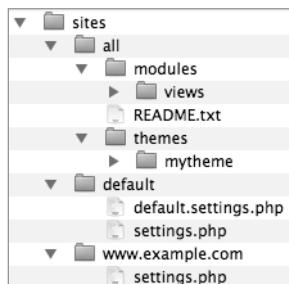 sites
all
modules
views
README.txt
themes
mytheme
default
default.settings.php
settings.php
www.example.com
settings.php